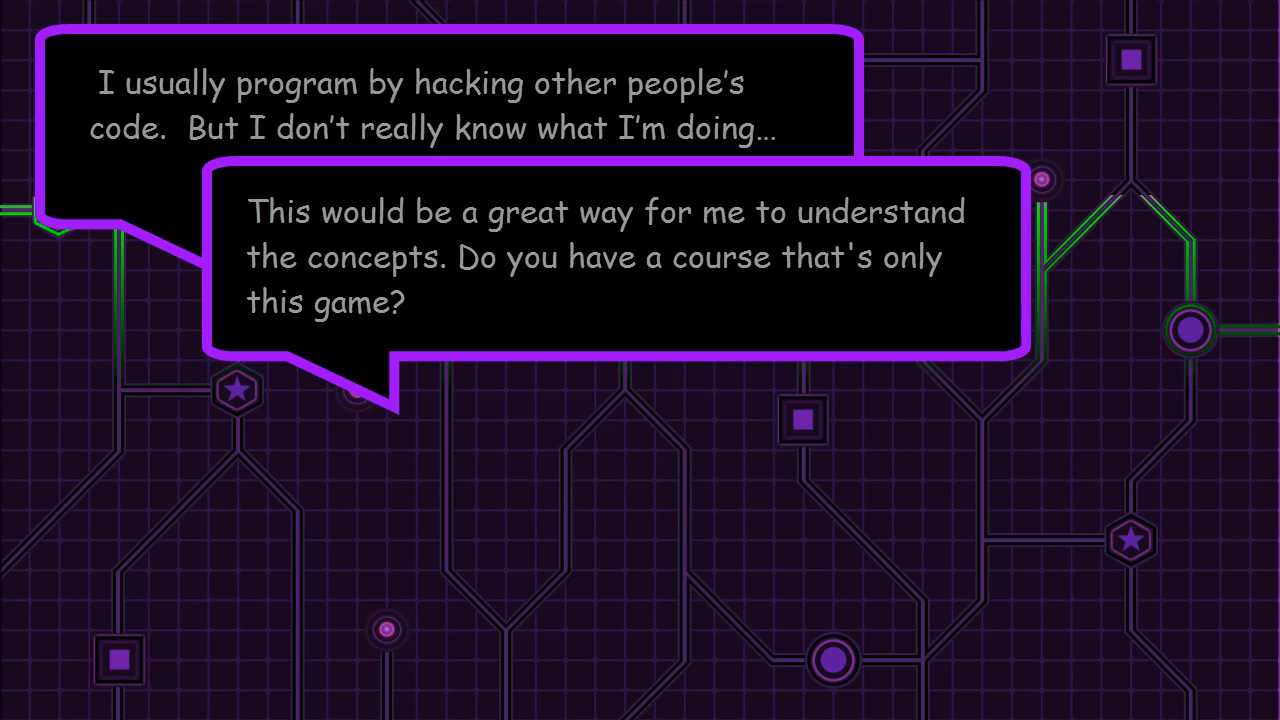 I usually program by hacking other people’s
code.  But I don’t really know what I’m doing…
This would be a great way for me to understand
the concepts. Do you have a course that's only
this game?